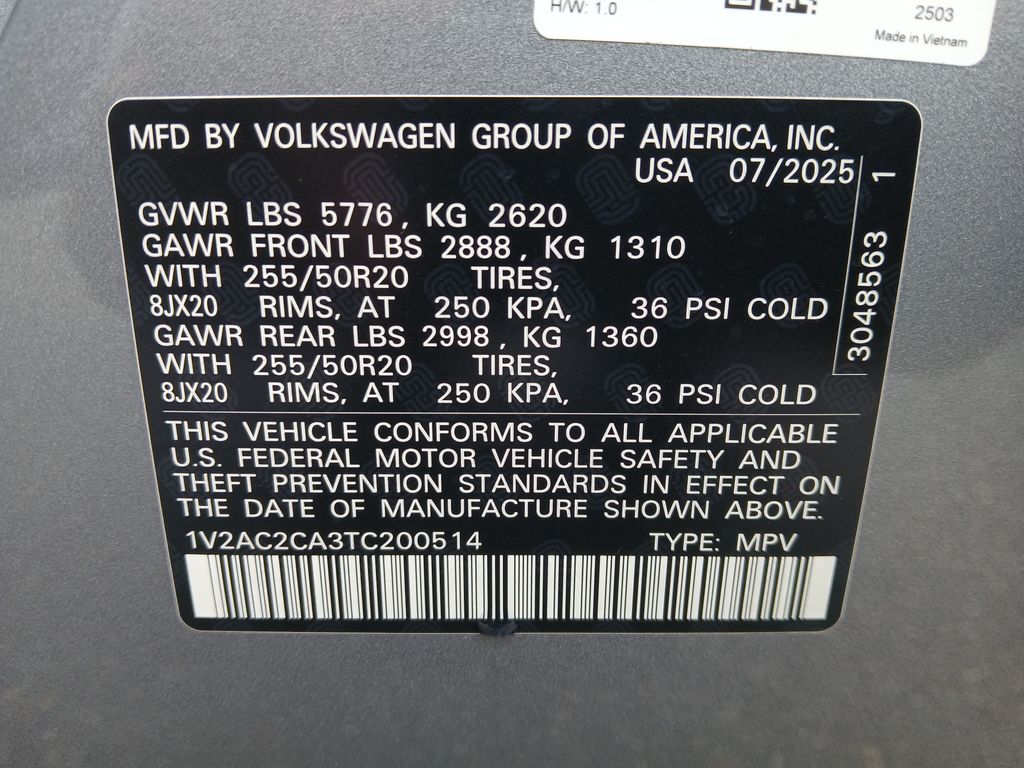 H/W: 1.0
2503
Made in Vietnam
MFD BY VOLKSWAGEN GROUP OF AMERICA, INC.
USA 07/2025
GVWR LBS 5776, KG 2620
GAWR FRONT LBS 2888, KG 1310
WITH 255/50R20 TIRES,
8JX20 RIMS, AT 250 KPA, 36 PSI COLD
GAWR REAR LBS 2998, KG 1360
WITH 255/50R20 TIRES,
8JX20 RIMS, AT 250 KPA, 36 PSI COLD
3048563 1
THIS VEHICLE CONFORMS TO ALL APPLICABLE
U.S. FEDERAL MOTOR VEHICLE SAFETY AND
THEFT PREVENTION STANDARDS IN EFFECT ON
THE DATE OF MANUFACTURE SHOWN ABOVE.
1V2AC2CA3TC200514 TYPE: MPV